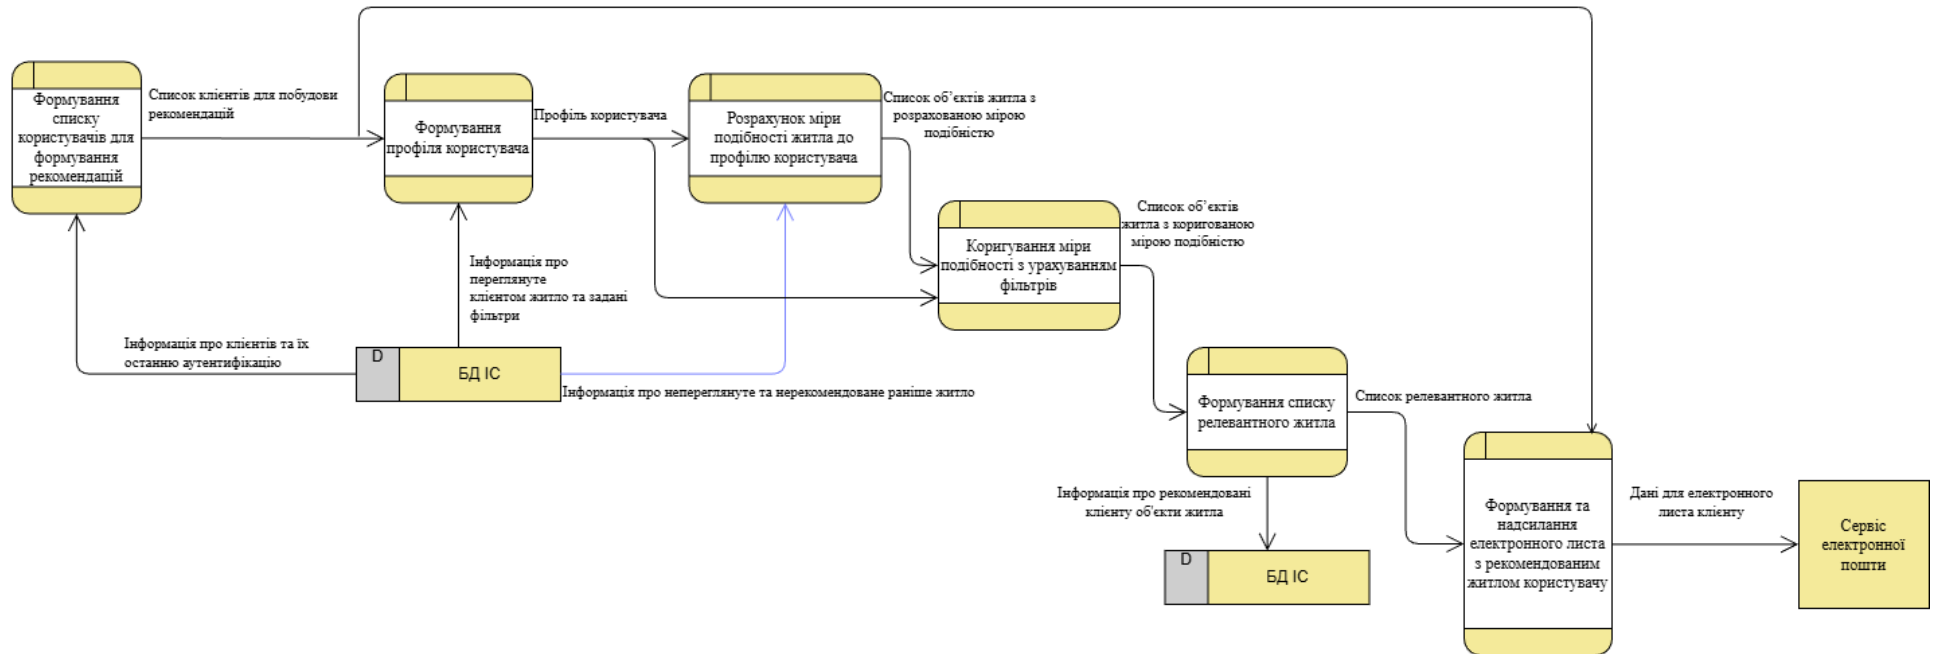 Формування
списку
користувачів для
формування
рекомендацій
Список клієнтів для побудови
рекомендацій
Формування
профіля користувача
Профіль користувача
Розрахунок міри
подібності житла до
профілю користувача
Список об’єктів житла з
розрахованою мірою
подібністю
Коригування міри
подібності з урахуванням
фільтрів
Список об’єктів
житла з коригованою
мірою подібністю
Інформація про
переглянуте
клієнтом житло та задані
фільтри
Інформація про клієнтів та їх
останню аутентифікацію
D
БД ІС
Інформація про непереглянуте та нерекомендоване раніше житло
Формування списку
релевантного житла
Список релевантного житла
Інформація про рекомендовані
клієнту об'єкти житла
D
БД ІС
Формування та
надсилання
електронного листа
з рекомендованим
житлом користувачу
Дані для електронного
листа клієнту
Сервіс
електронної
пошти